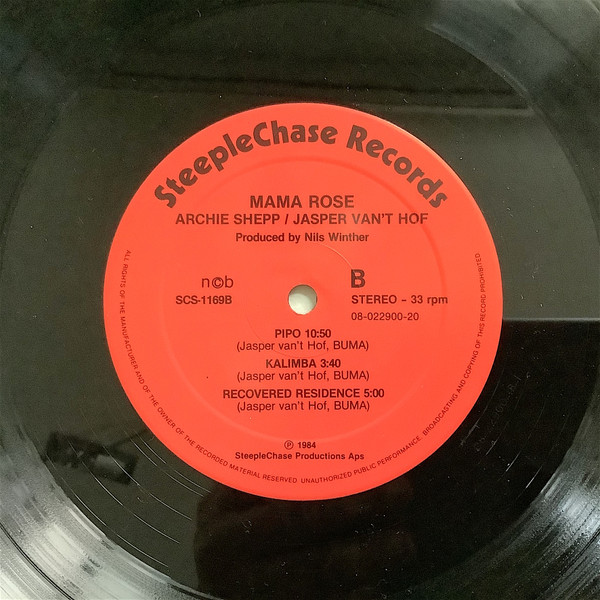 SteepleChase Records
MAMA ROSE
ARCHIE SHEPP / JASPER VAN'T HOF
Produced by Nils Winther
n©b
B
SCS-1169B
STEREO - 33 rpm
08-022900-20
PIPO 10:50
(Jasper van't Hof, BUMA)
KALIMBA 3:40
(Jasper van't Hof, BUMA)
RECOVERED RESIDENCE 5:00
(Jasper van't Hof, BUMA)
℗ 1984
SteepleChase Productions Aps
ALL RIGHTS OF THE MANUFACTURER AND OF THE OWNER OF THE RECORDED MATERIAL RESERVED. UNAUTHORIZED PUBLIC PERFORMANCE, BROADCASTING AND COPYING OF THIS RECORD PROHIBITED